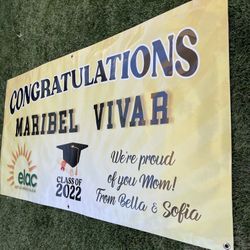 CONGRATULATIONS
MARIBEL VIVAR
We're proud
of you Mom!
From Bella & Sofia
CLASS OF
2022
elac